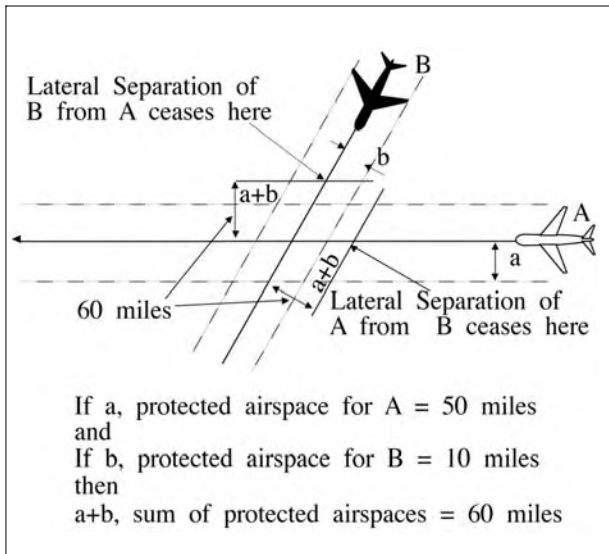 B
Lateral Separation of
B from A ceases here
b
a+b
A
a
a+b
60 miles
Lateral Separation of
A from B ceases here
If a, protected airspace for A = 50 miles
and
If b, protected airspace for B = 10 miles
then
a+b, sum of protected airspaces = 60 miles